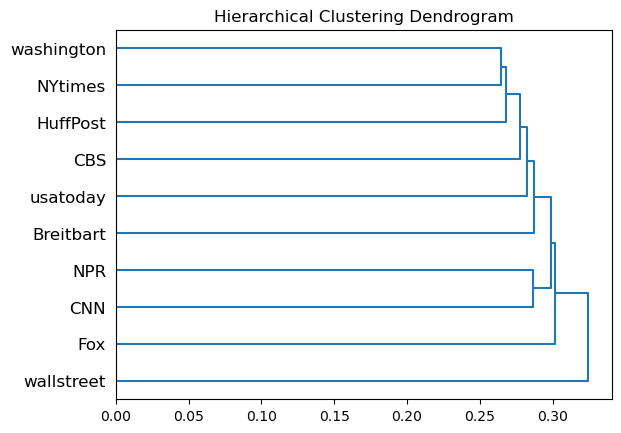 Hierarchical Clustering Dendrogram
washington
NYtimes
HuffPost
CBS
usatoday
Breitbart
NPR
CNN
Fox
wallstreet
0.00 0.05 0.10 0.15 0.20 0.25 0.30